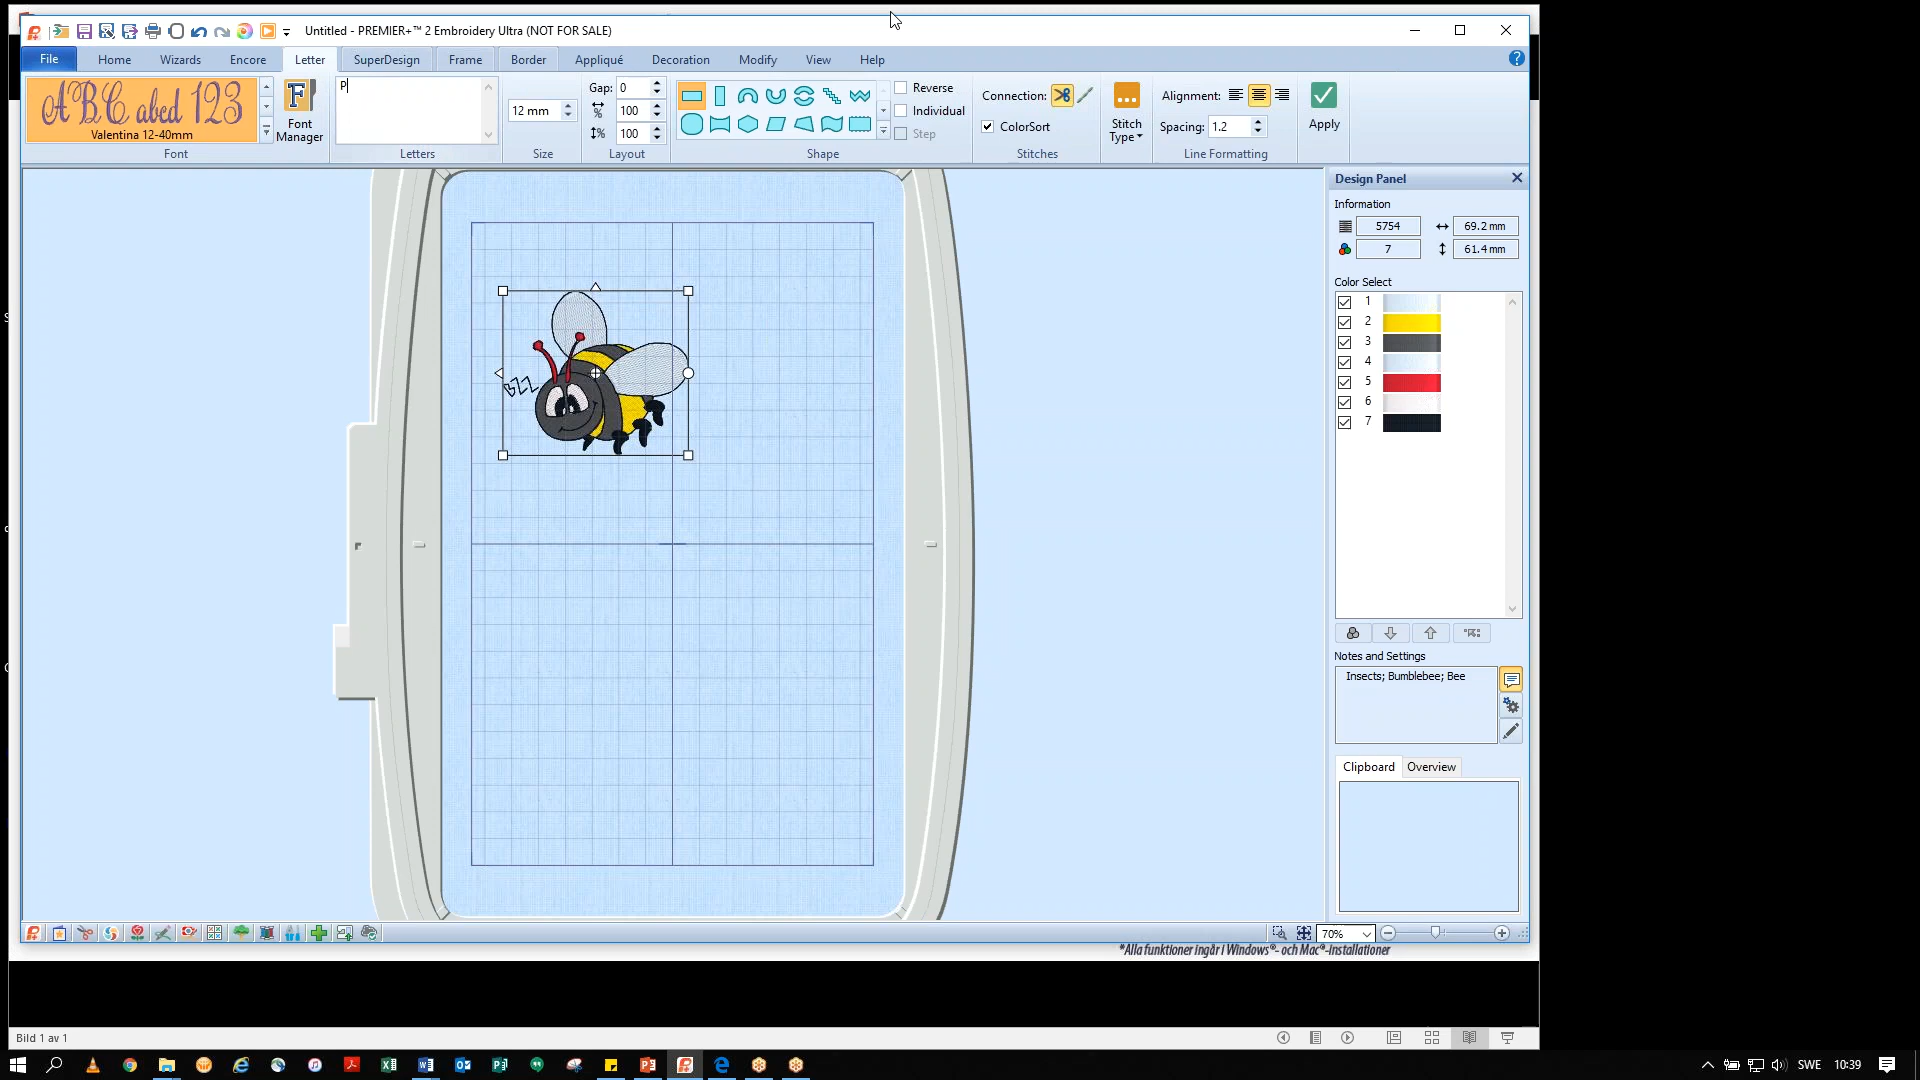 Untitled - PREMIER+™ 2 Embroidery Ultra (NOT FOR SALE)
File Home Wizards Encore Letter SuperDesign Frame Border Appliqué Decoration Modify View Help
ABC abcd 123
Valentina 12-40mm
Font
Font Manager
P
Letters
12 mm
Size
Gap: 0
% 100
% 100
Layout
Shape
Reverse
Individual
Step
Connection:
ColorSort
Stitches
Stitch Type
Alignment:
Spacing: 1.2
Line Formatting
Apply
BZZ
Design Panel
Information
5754 69.2 mm
7 61.4 mm
Color Select
1
2
3
4
5
6
7
Notes and Settings
Insects; Bumblebee; Bee
Clipboard Overview
70%
*Alla funktioner ingår i Windows®- och Mac®-installationer
Bild 1 av 1
SWE 10:39